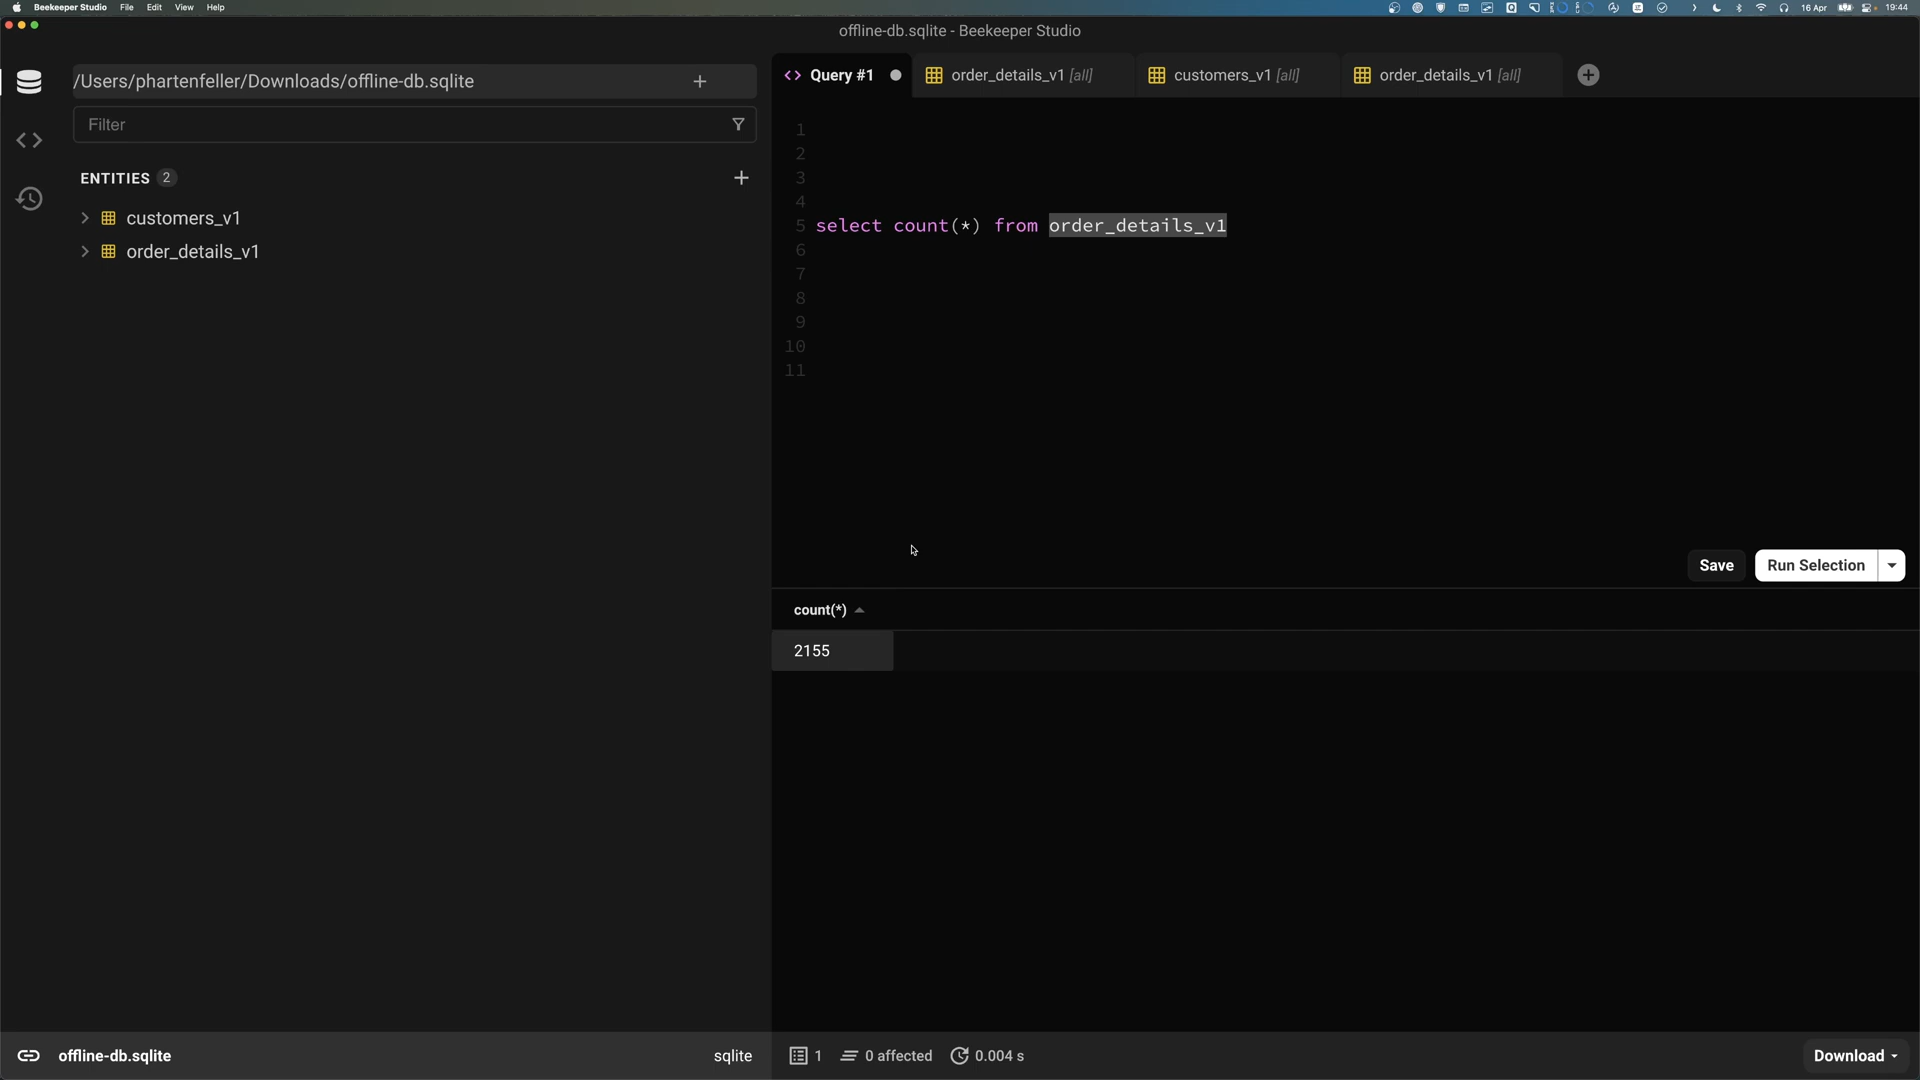 Beekeeper Studio File Edit View Help 16 Apr 19:44
offline-db.sqlite - Beekeeper Studio
/Users/phartenfeller/Downloads/offline-db.sqlite
Filter
ENTITIES 2
customers_v1
order_details_v1
Query #1 order_details_v1 [all] customers_v1 [all] order_details_v1 [all]
1
2
3
4
5 select count(*) from order_details_v1
6
7
8
9
10
11
Save Run Selection
count(*)
2155
offline-db.sqlite sqlite 1 0 affected 0.004 s Download